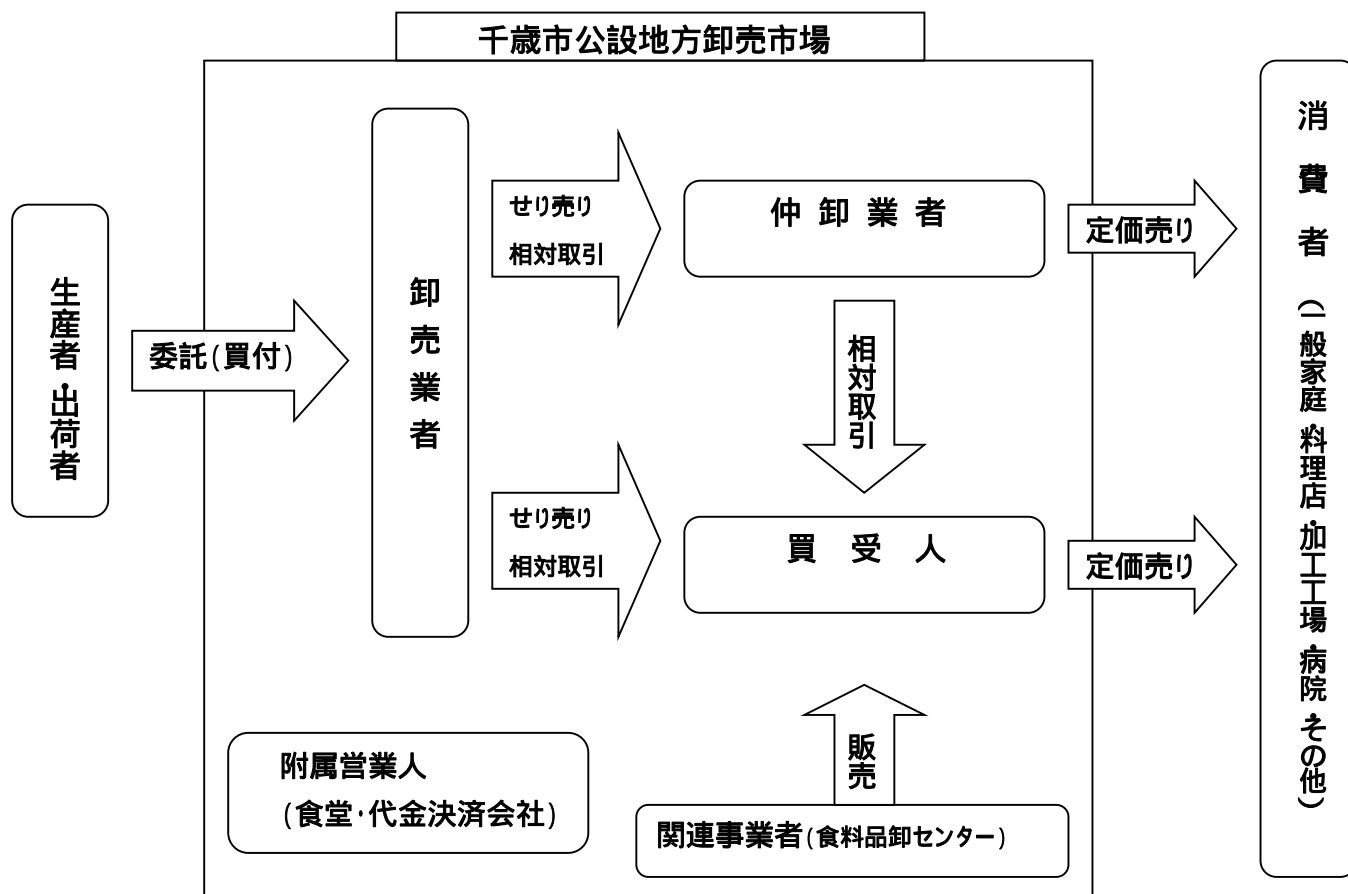 千歳市公設地方卸売市場
生産者・出荷者
委託(買付)
卸売業者
せり売り
相対取引
仲卸業者
定価売り
相対取引
せり売り
相対取引
買受人
定価売り
消費者(一般家庭・料理店・加工工場・病院・その他)
附属営業人
(食堂・代金決済会社)
販売
関連事業者(食料品卸センター)